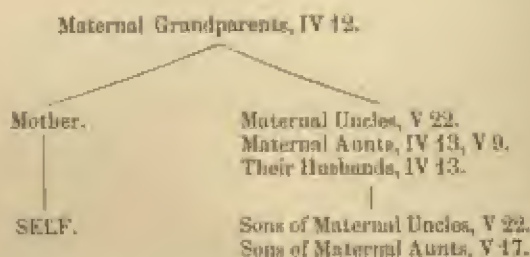 Maternal Grandparents, IV 12.
Mother.
Maternal Uncles, V 22.
Maternal Aunts, IV 13, V 9.
Their Husbands, IV 13.
SELF.
Sons of Maternal Uncles, V 22.
Sons of Maternal Aunts, V 17.